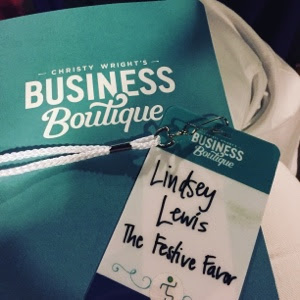 CHRISTY WRIGHT'S
BUSINESS
Boutique
BUSINESS
Boutique
Lindsey
Lewis
The Festive Favor